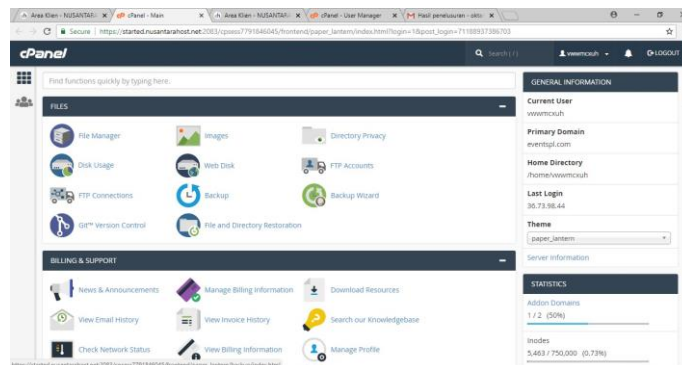 Area Klien - NUSANTARA
cPanel - Main
Area Klien - NUSANTARA
cPanel - User Manager
Hasil penelusuran - okto
Secure | https://started.nusantarahost.net:2083/cpsess7791846045/frontend/paper_lantern/index.html?login=1&post_login=71188937386703
cPanel
Search ( / )
vwwmcxuh
LOGOUT
Find functions quickly by typing here.
FILES
File Manager
Images
Directory Privacy
Disk Usage
Web Disk
FTP Accounts
FTP Connections
Backup
Backup Wizard
Git™ Version Control
File and Directory Restoration
BILLING & SUPPORT
News & Announcements
Manage Billing Information
Download Resources
View Email History
View Invoice History
Search our Knowledgebase
Check Network Status
View Billing Information
Manage Profile
GENERAL INFORMATION
Current User
vwwmcxuh
Primary Domain
eventspl.com
Home Directory
/home/vwwmcxuh
Last Login
36.73.98.44
Theme
paper_lantern
Server Information
STATISTICS
Addon Domains
1 / 2 (50%)
Inodes
5,463 / 750,000 (0.73%)